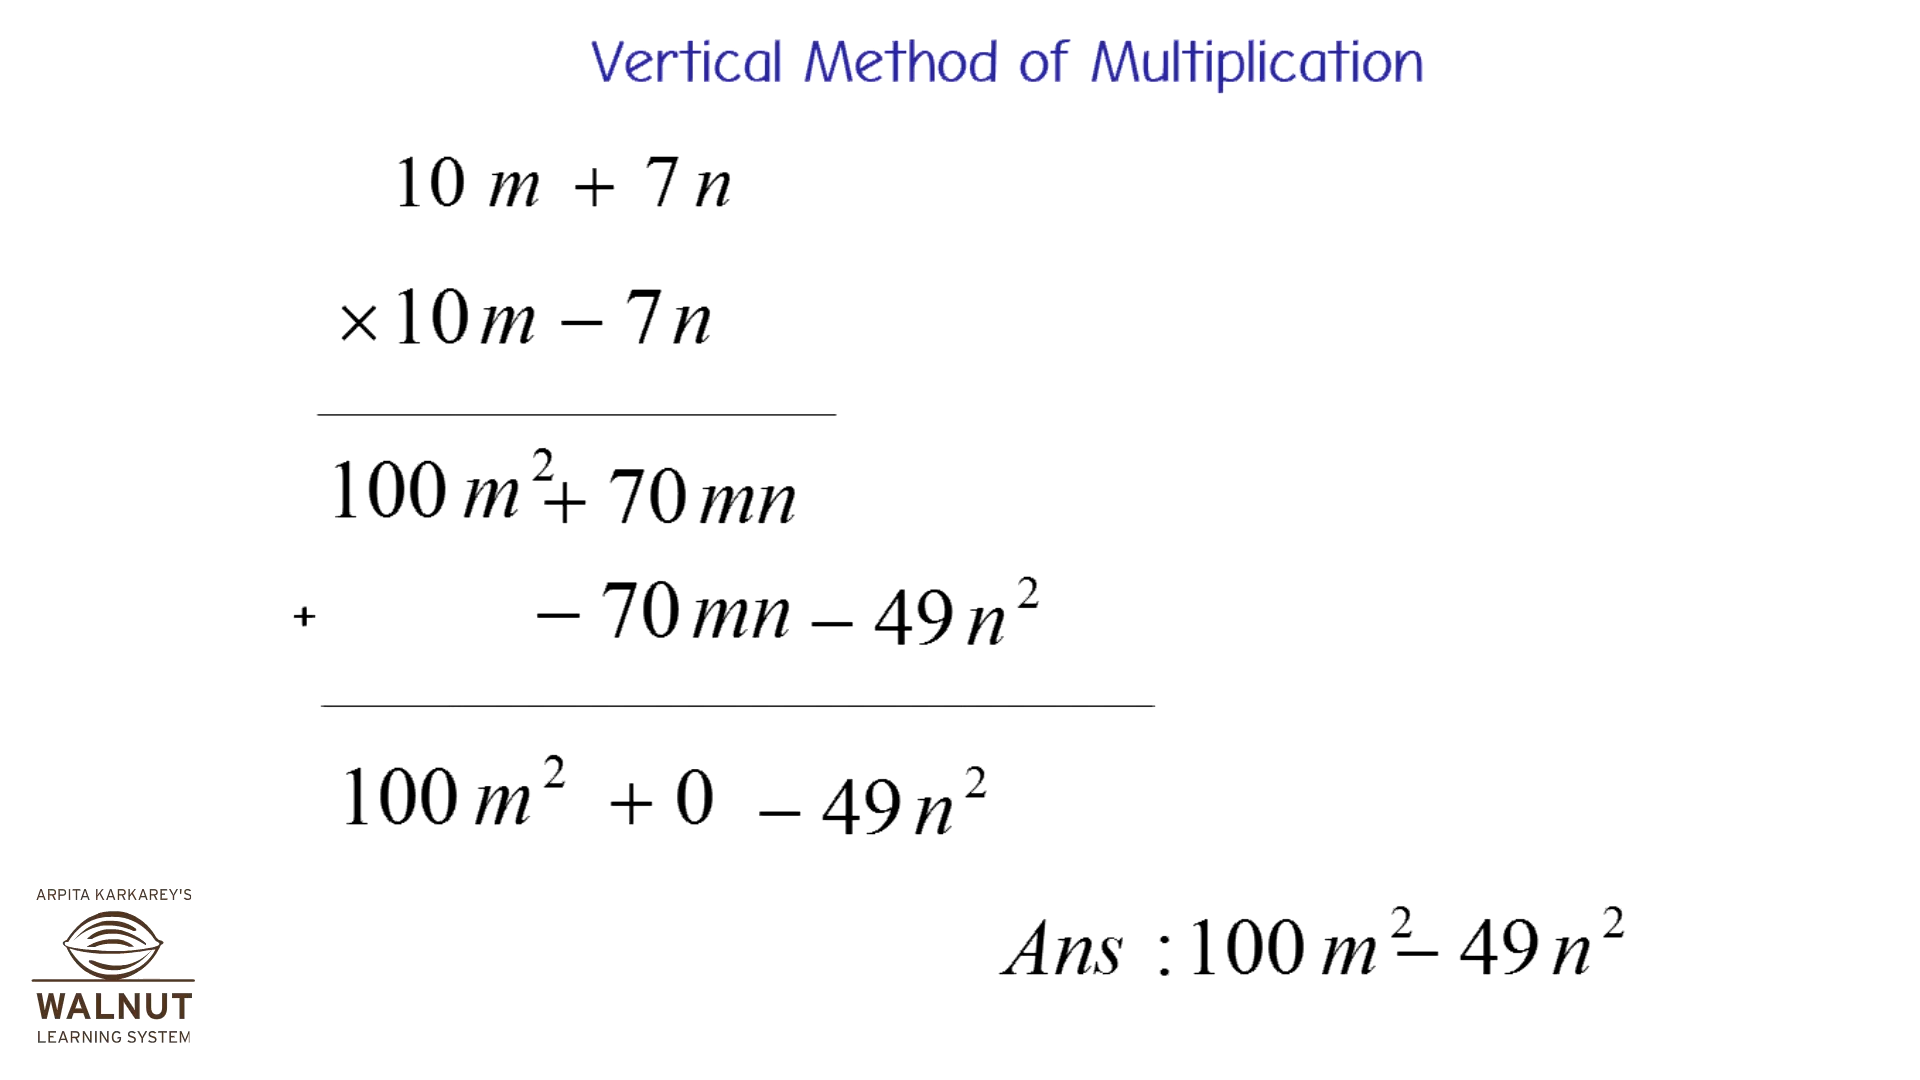 Vertical Method of Multiplication
10 m + 7 n
× 10 m − 7 n
100 m² + 70 mn
+ − 70 mn − 49 n²
100 m² + 0 − 49 n²
Ans : 100 m² − 49 n²
ARPITA KARKAREY'S
WALNUT
LEARNING SYSTEM